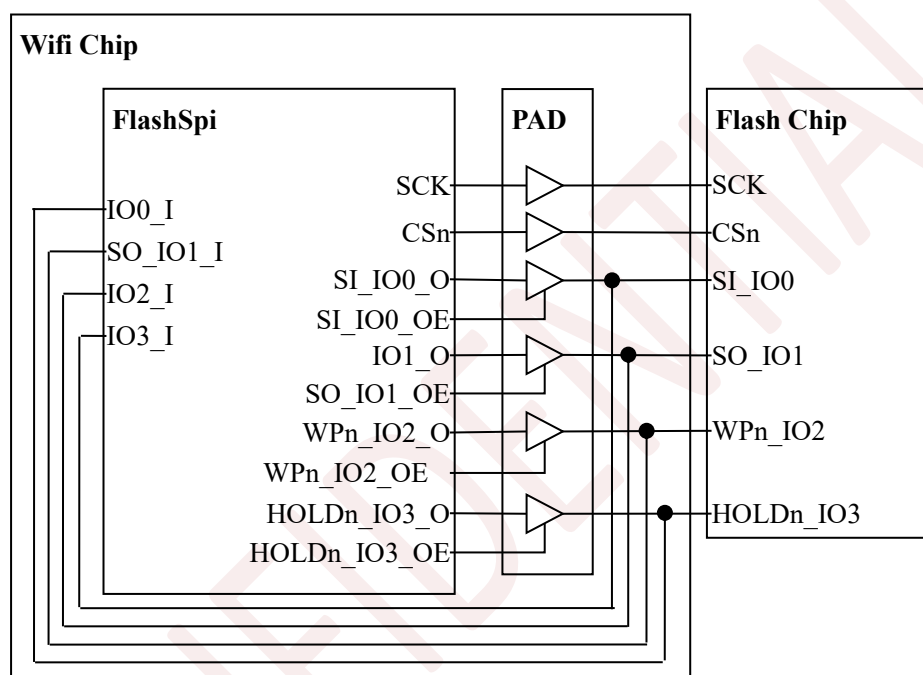 Wifi Chip
FlashSpi
PAD
Flash Chip
IO0_I
SO_IO1_I
IO2_I
IO3_I
SCK
CSn
SI_IO0_O
SI_IO0_OE
IO1_O
SO_IO1_OE
WPn_IO2_O
WPn_IO2_OE
HOLDn_IO3_O
HOLDn_IO3_OE
SCK
CSn
SI_IO0
SO_IO1
WPn_IO2
HOLDn_IO3
FIDENTIAL